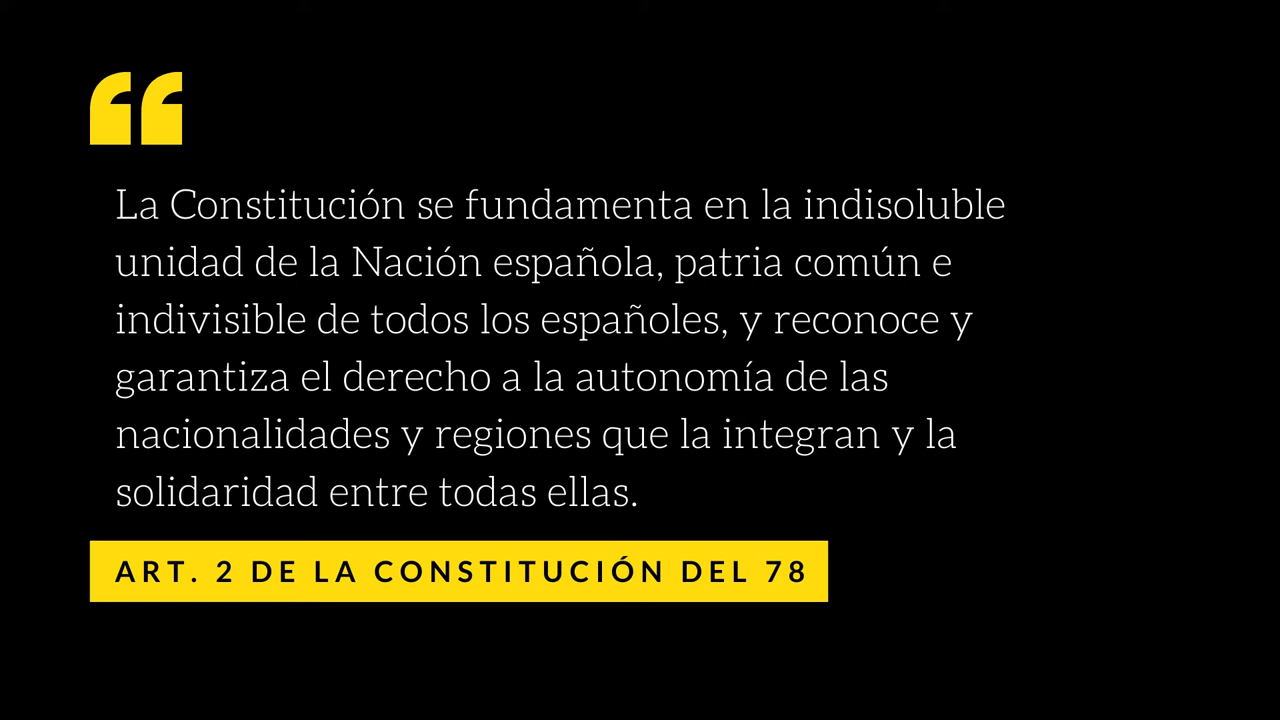 “
La Constitución se fundamenta en la indisoluble
unidad de la Nación española, patria común e
indivisible de todos los españoles, y reconoce y
garantiza el derecho a la autonomía de las
nacionalidades y regiones que la integran y la
solidaridad entre todas ellas.
ART. 2 DE LA CONSTITUCIÓN DEL 78